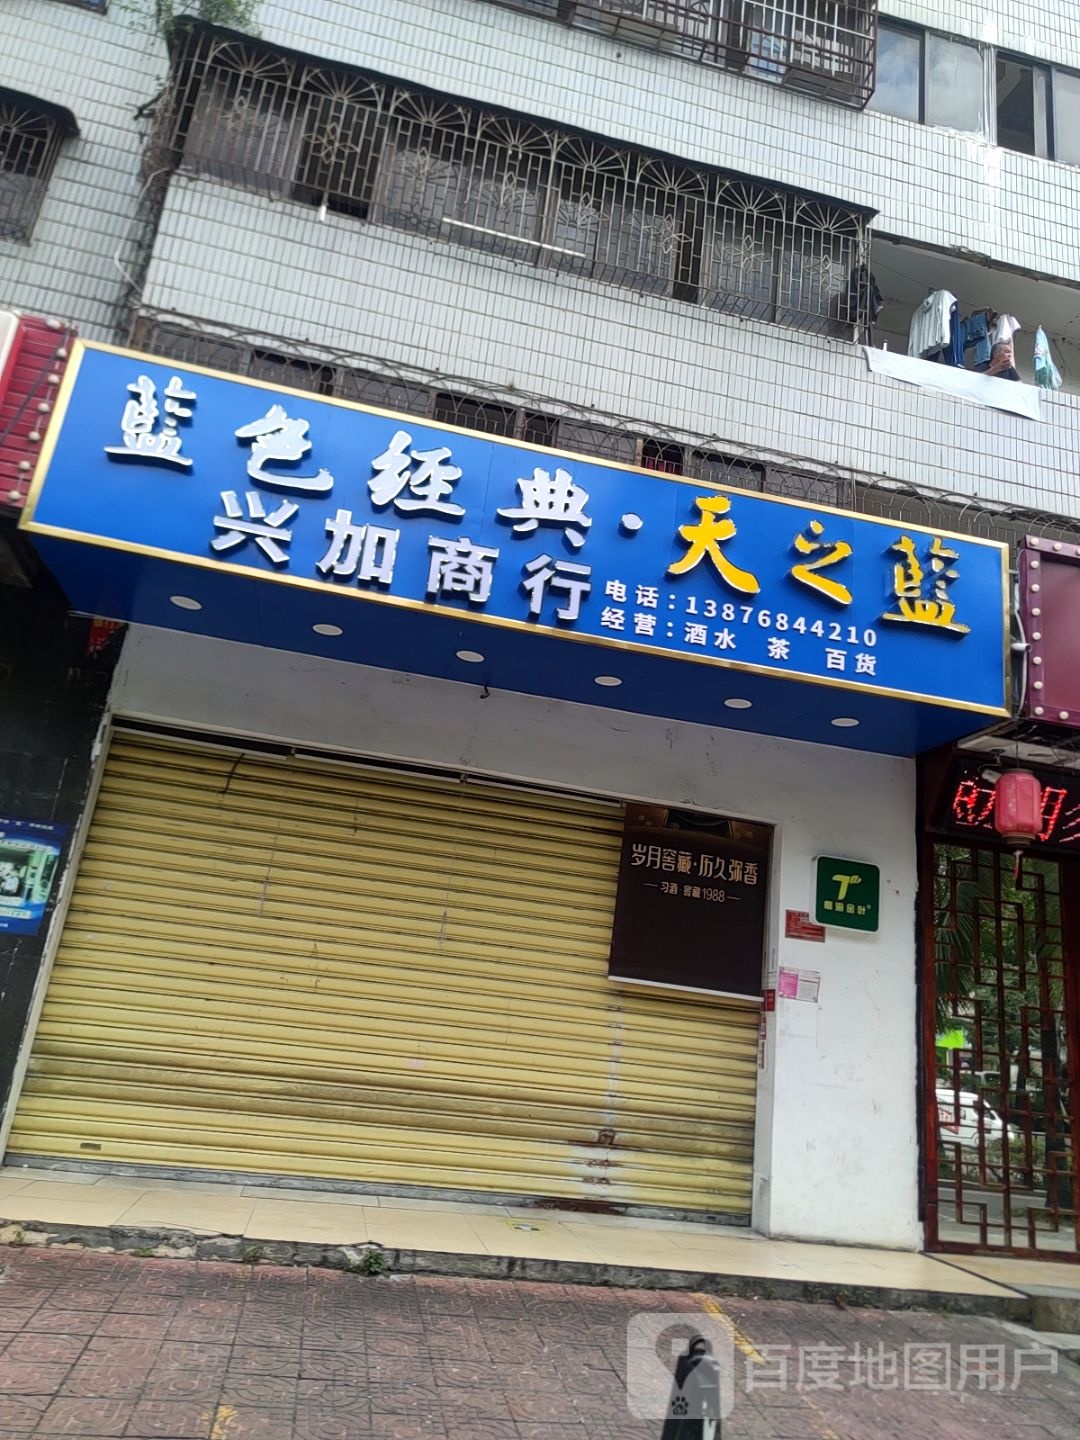 藍色经典·天之藍
兴加商行
电话：13876844210
经营：酒水 茶 百货
岁月窖藏·历久弥香
习酒·窖藏1988
百度地图用户